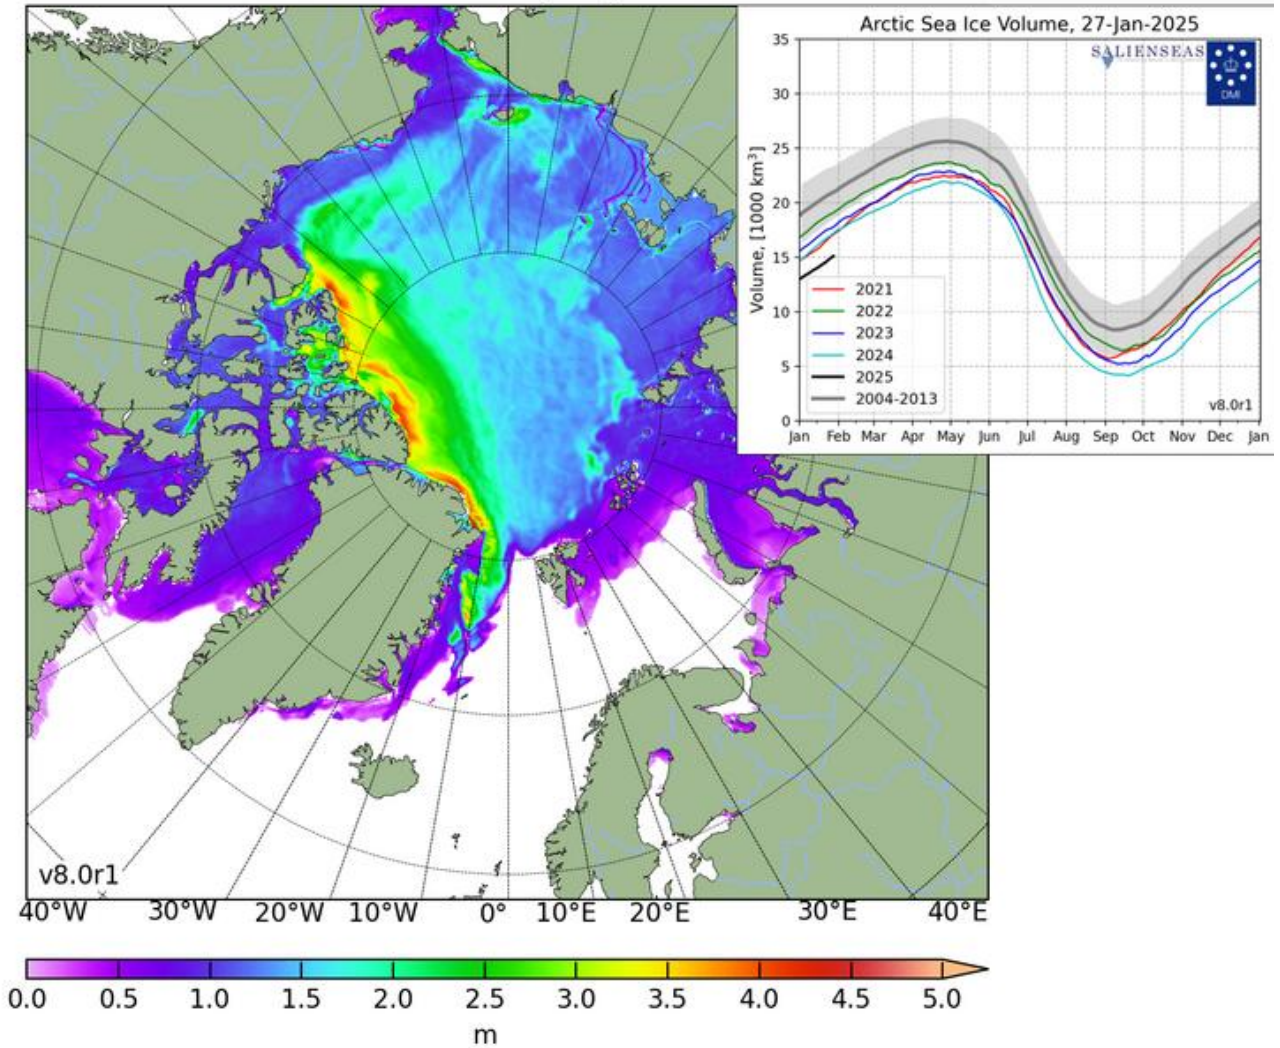 Arctic Sea Ice Volume, 27-Jan-2025
SALIENSEAS
DMI
Volume, [1000 km³]
35
30
25
20
15
10
5
0
2021
2022
2023
2024
2025
2004-2013
v8.0r1
Jan Feb Mar Apr May Jun Jul Aug Sep Oct Nov Dec Jan
v8.0r1
40°W 30°W 20°W 10°W 0° 10°E 20°E 30°E 40°E
0.0 0.5 1.0 1.5 2.0 2.5 3.0 3.5 4.0 4.5 5.0
m